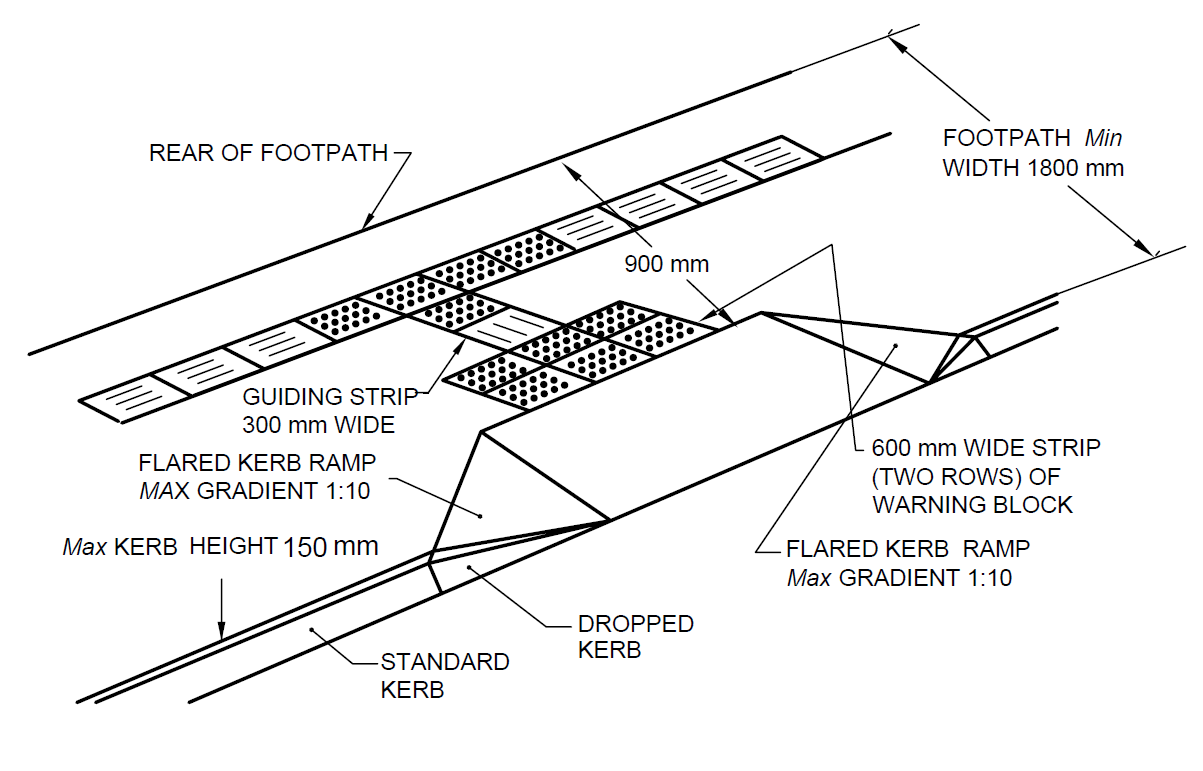 REAR OF FOOTPATH
FOOTPATH Min
WIDTH 1800 mm
900 mm
GUIDING STRIP
300 mm WIDE
FLARED KERB RAMP
MAX GRADIENT 1:10
600 mm WIDE STRIP
(TWO ROWS) OF
WARNING BLOCK
Max KERB HEIGHT 150 mm
FLARED KERB RAMP
Max GRADIENT 1:10
DROPPED
KERB
STANDARD
KERB